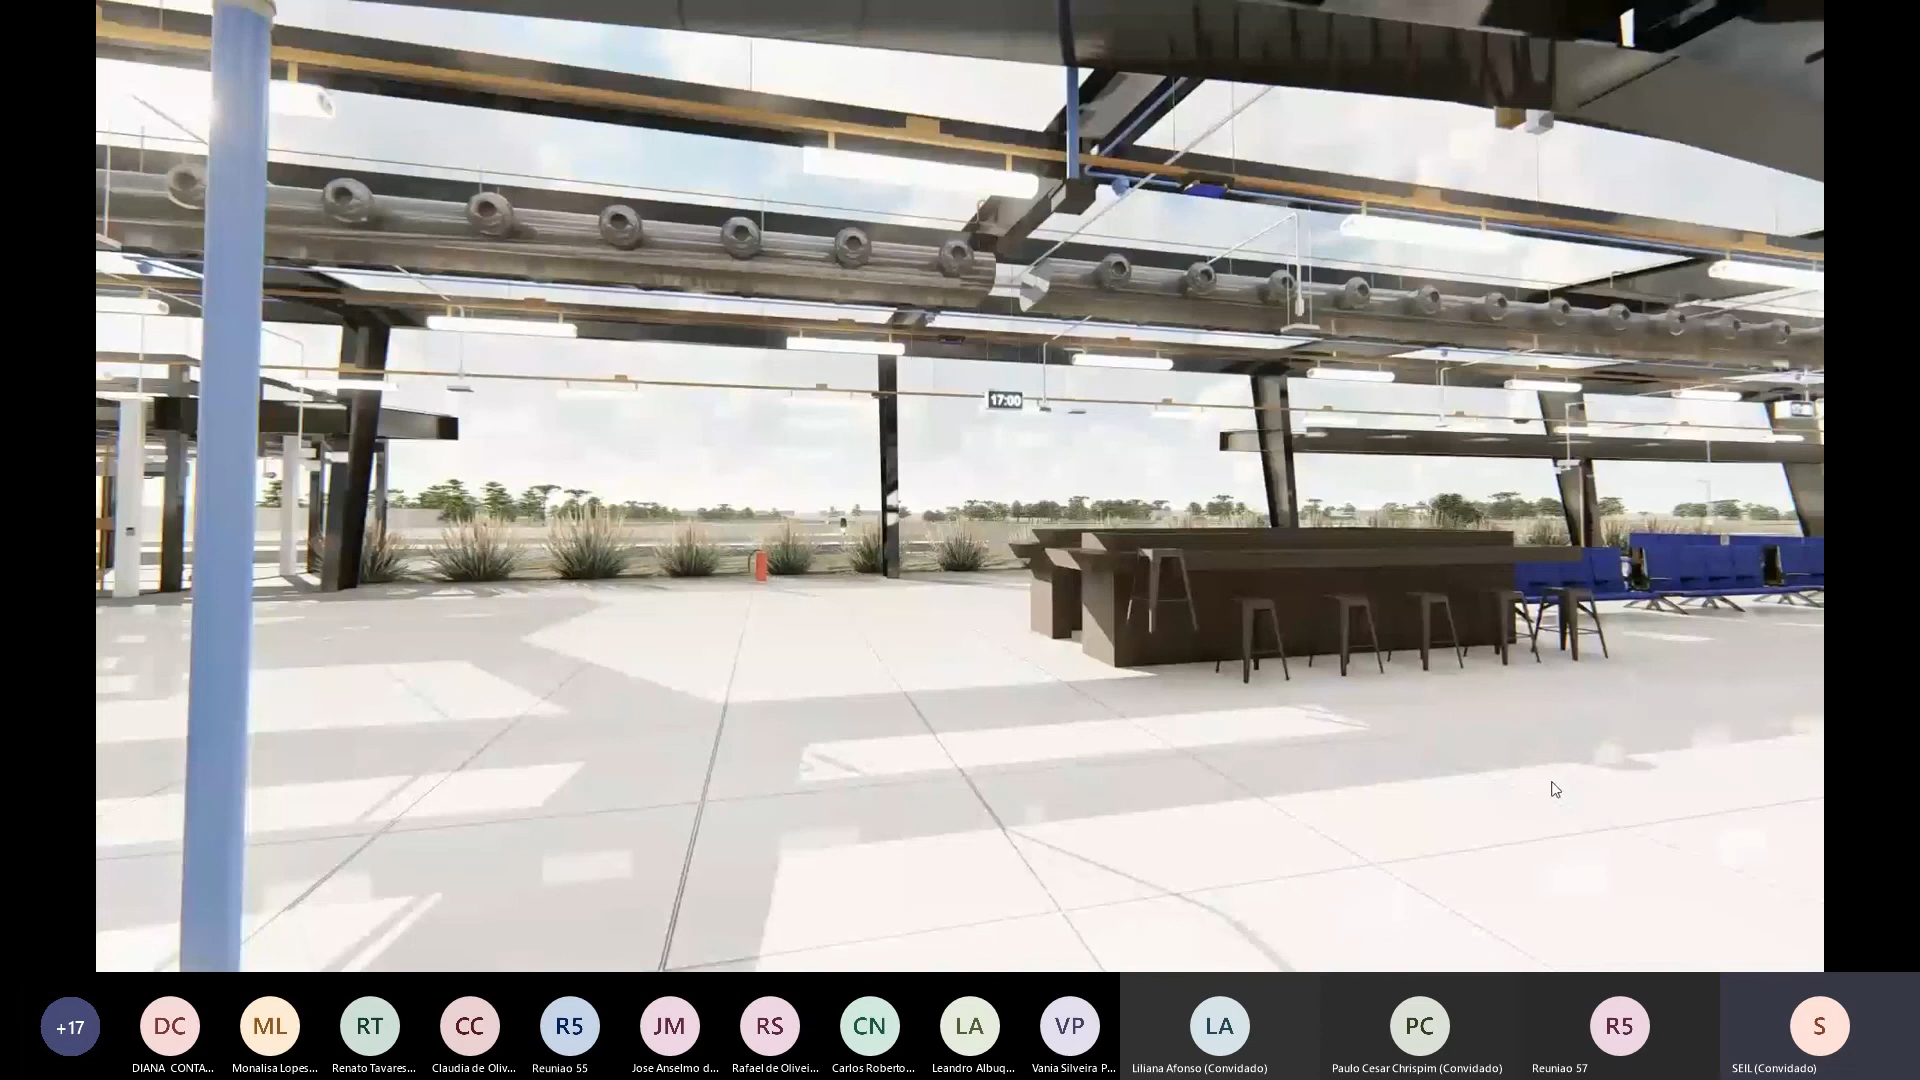 17:00
+17
DC
ML
RT
CC
R5
JM
RS
CN
LA
VP
LA
PC
R5
S
DIANA CONTA...
Monalisa Lopes...
Renato Tavares...
Claudia de Oliv...
Reuniao 55
Jose Anselmo d...
Rafael de Olivei...
Carlos Roberto...
Leandro Albuq...
Vania Silveira P...
Liliana Afonso (Convidado)
Paulo Cesar Chrispim (Convidado)
Reuniao 57
SEIL (Convidado)